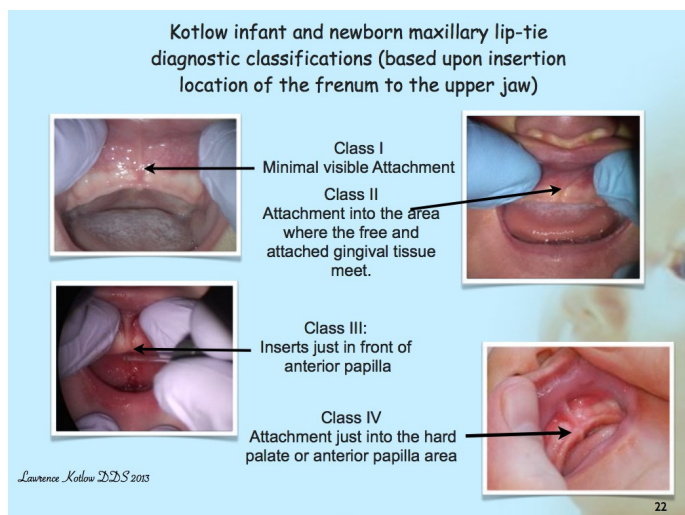 Kotlow infant and newborn maxillary lip-tie
diagnostic classifications (based upon insertion
location of the frenum to the upper jaw)
Class I
Minimal visible Attachment
Class II
Attachment into the area
where the free and
attached gingival tissue
meet.
Class III:
Inserts just in front of
anterior papilla
Class IV
Attachment just into the hard
palate or anterior papilla area
Lawrence Kotlow DDS 2013
22